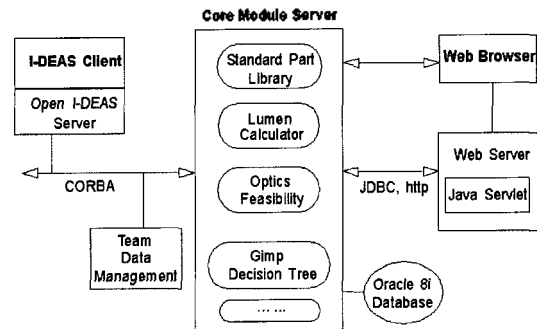 Core Module Server
I-DEAS Client
Open I-DEAS
Server
CORBA
Team
Data
Management
Standard Part
Library
Lumen
Calculator
Optics
Feasibility
Gimp
Decision Tree
... ...
Web Browser
Web Server
Java Servlet
JDBC, http
Oracle 8i
Database